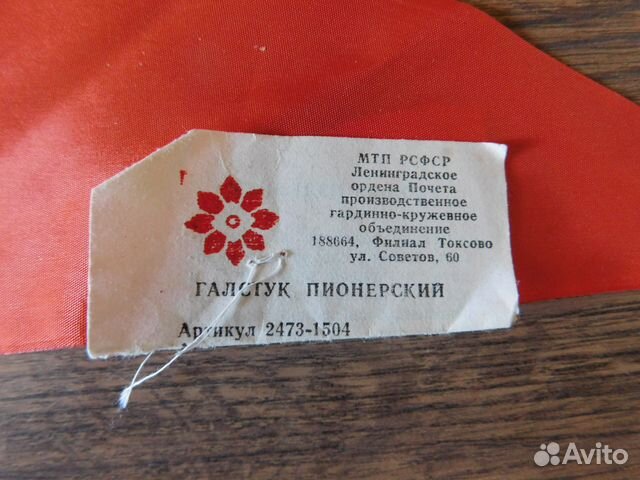 МТП РСФСР
Ленинградское
ордена Почета
производственное
гардинно-кружевное
объединение
188664, Филиал Токсово
ул. Советов, 60
ГАЛСТУК ПИОНЕРСКИЙ
Артикул 2473-1504
Avito